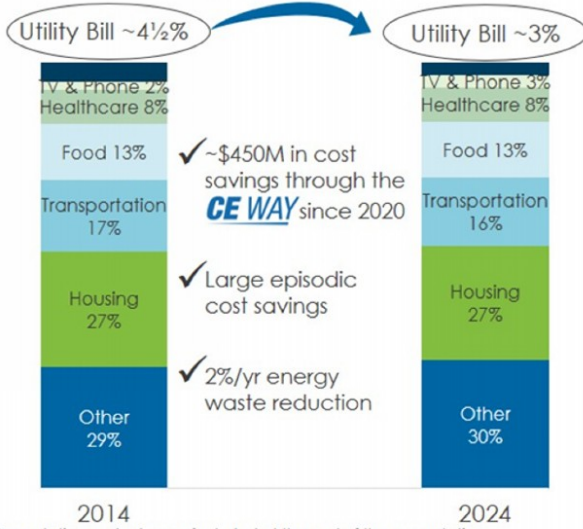 Utility Bill ~4½%
Utility Bill ~3%
TV & Phone 2%
Healthcare 8%
Food 13%
Transportation
17%
Housing
27%
Other
29%
2014
✓~$450M in cost
savings through the
CE WAY since 2020
✓Large episodic
cost savings
✓2%/yr energy
waste reduction
TV & Phone 3%
Healthcare 8%
Food 13%
Transportation
16%
Housing
27%
Other
30%
2024